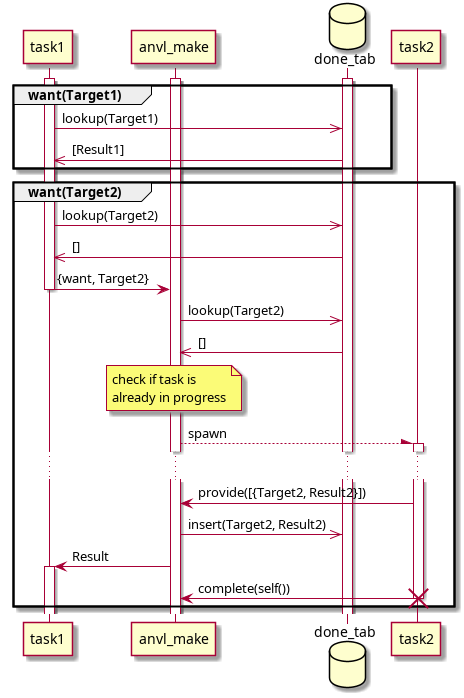 task1
anvl_make
done_tab
task2
want(Target1)
lookup(Target1)
[Result1]
want(Target2)
lookup(Target2)
[]
{want, Target2}
lookup(Target2)
[]
check if task is
already in progress
spawn
provide([{Target2, Result2}])
insert(Target2, Result2)
Result
complete(self())
task1
anvl_make
done_tab
task2